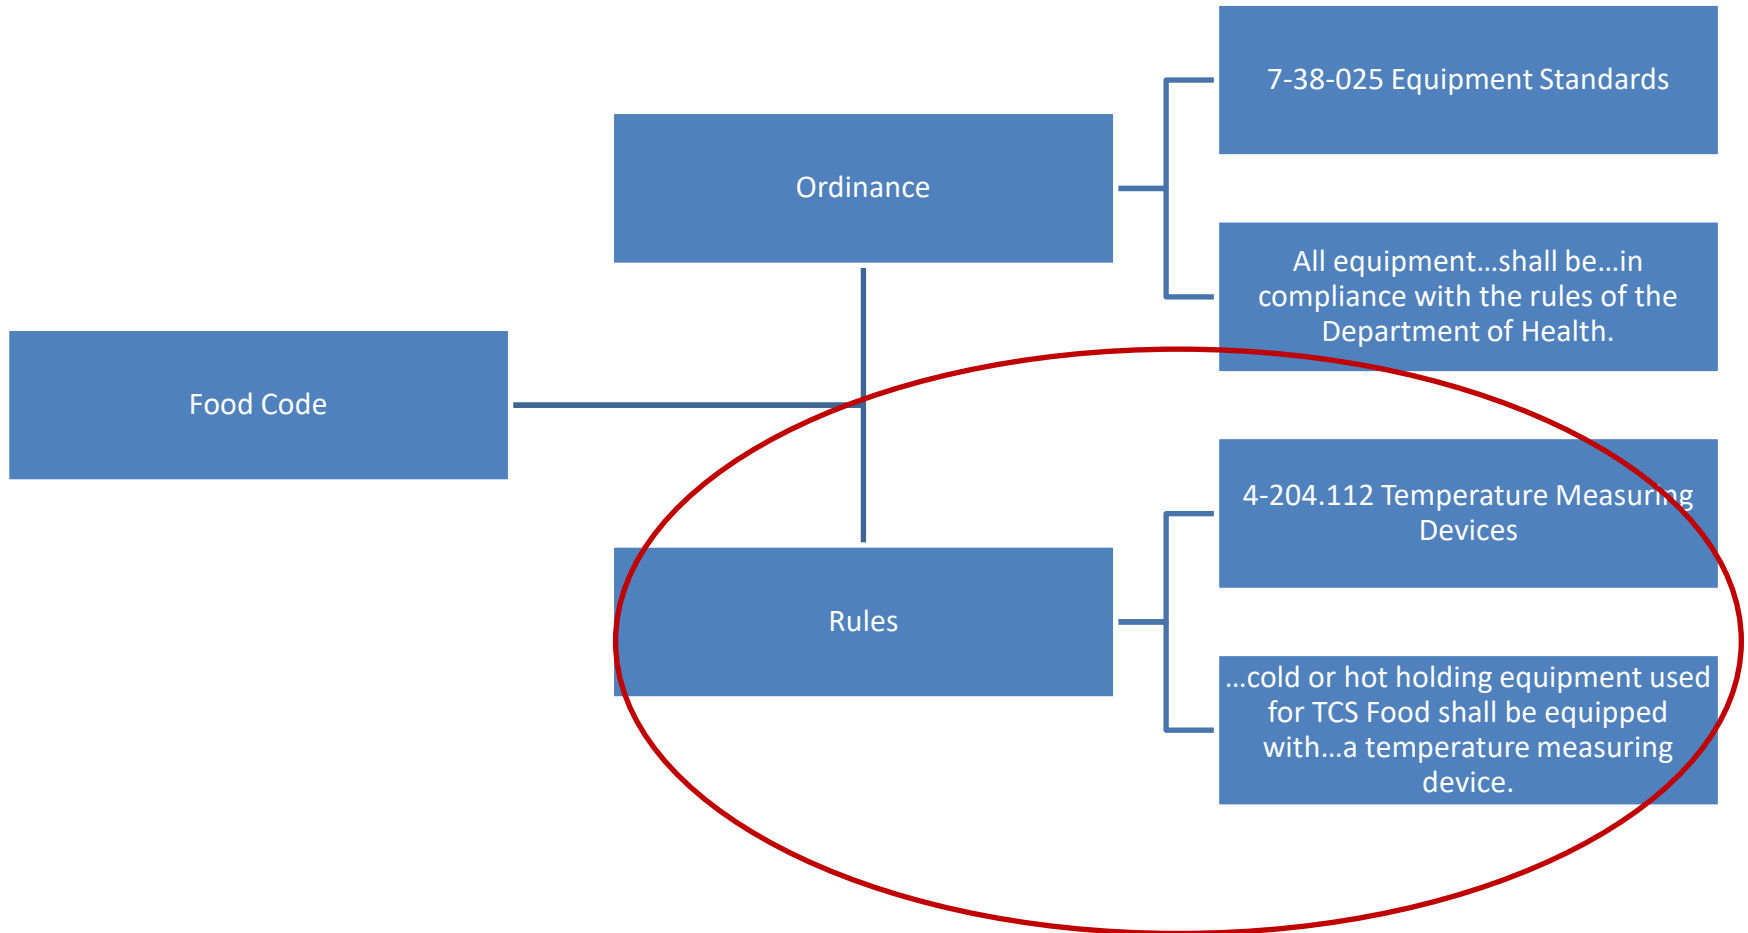 Food Code
Ordinance
7-38-025 Equipment Standards
All equipment...shall be...in
compliance with the rules of the
Department of Health.
Rules
4-204.112 Temperature Measuring
Devices
...cold or hot holding equipment used
for TCS Food shall be equipped
with...a temperature measuring
device.